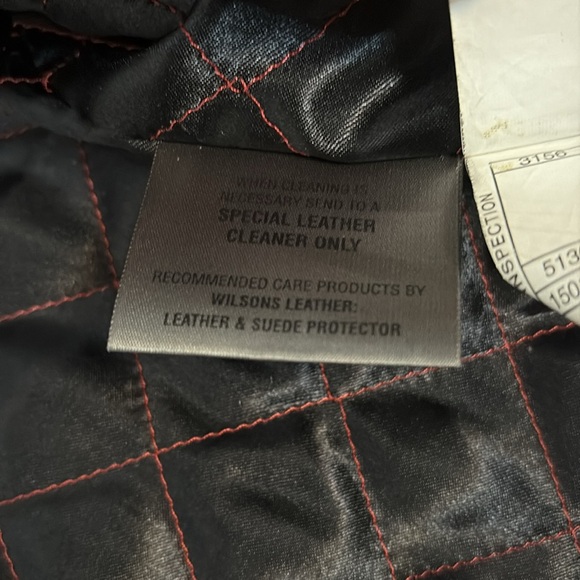 WHEN CLEANING IS
NECESSARY SEND TO A
SPECIAL LEATHER
CLEANER ONLY
RECOMMENDED CARE PRODUCTS BY
WILSONS LEATHER:
LEATHER & SUEDE PROTECTOR
3156
NSPECTION
513
150